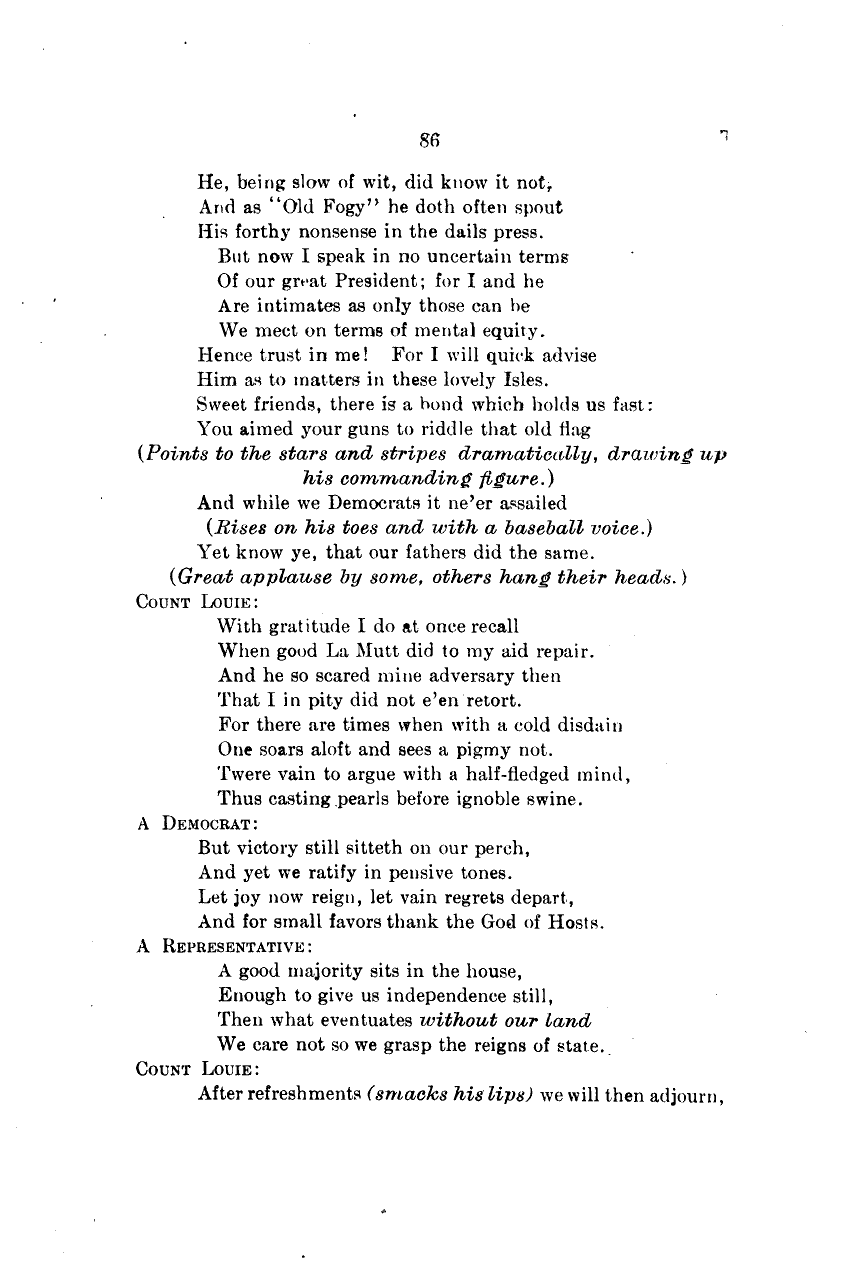 86
He, being slow of wit, did know it not,
And as "Old Fogy" he doth often spout
His forthy nonsense in the dails press.
But now I speak in no uncertain terms
Of our great President; for I and he
Are intimates as only those can be
We mect on terms of mental equity.
Hence trust in me! For I will quick advise
Him as to matters in these lovely Isles.
Sweet friends, there is a bond which holds us fast:
You aimed your guns to riddle that old flag
(Points to the stars and stripes dramatically, drawing up
his commanding figure.)
And while we Democrats it ne'er assailed
(Rises on his toes and with a baseball voice.)
Yet know ye, that our fathers did the same.
(Great applause by some, others hang their heads.)
COUNT LOUIE:
With gratitude I do at once recall
When good La Mutt did to my aid repair.
And he so scared mine adversary then
That I in pity did not e'en retort.
For there are times when with a cold disdain
One soars aloft and sees a pigmy not.
Twere vain to argue with a half-fledged mind,
Thus casting pearls before ignoble swine.
A DEMOCRAT:
But victory still sitteth on our perch,
And yet we ratify in pensive tones.
Let joy now reign, let vain regrets depart,
And for small favors thank the God of Hosts.
A REPRESENTATIVE:
A good majority sits in the house,
Enough to give us independence still,
Then what eventuates without our land
We care not so we grasp the reigns of state.
COUNT LOUIE:
After refreshments (smacks his lips) we will then adjourn,